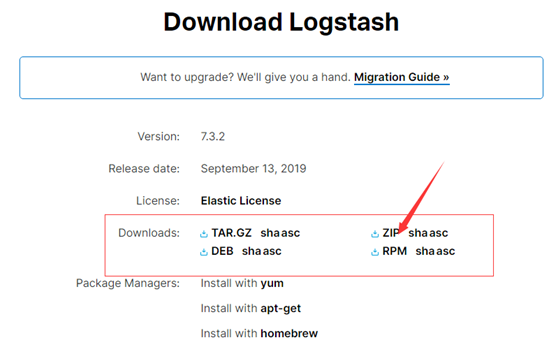 Download Logstash
Want to upgrade? We'll give you a hand. Migration Guide »
Version: 7.3.2
Release date: September 13, 2019
License: Elastic License
Downloads: TAR.GZ sha asc ZIP sha asc
DEB sha asc RPM sha asc
Package Managers: Install with yum
Install with apt-get
Install with homebrew